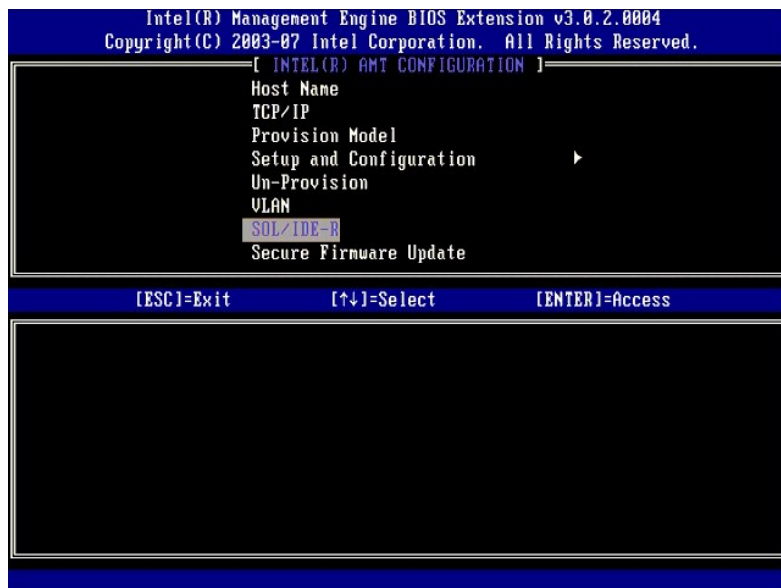 Intel(R) Management Engine BIOS Extension v3.0.2.0004
Copyright(C) 2003-07 Intel Corporation. All Rights Reserved.
[ INTEL(R) AMT CONFIGURATION ]
Host Name
TCP/IP
Provision Model
Setup and Configuration ►
Un-Provision
VLAN
SOL/IDE-R
Secure Firmware Update
[ESC]=Exit [↑↓]=Select [ENTER]=Access